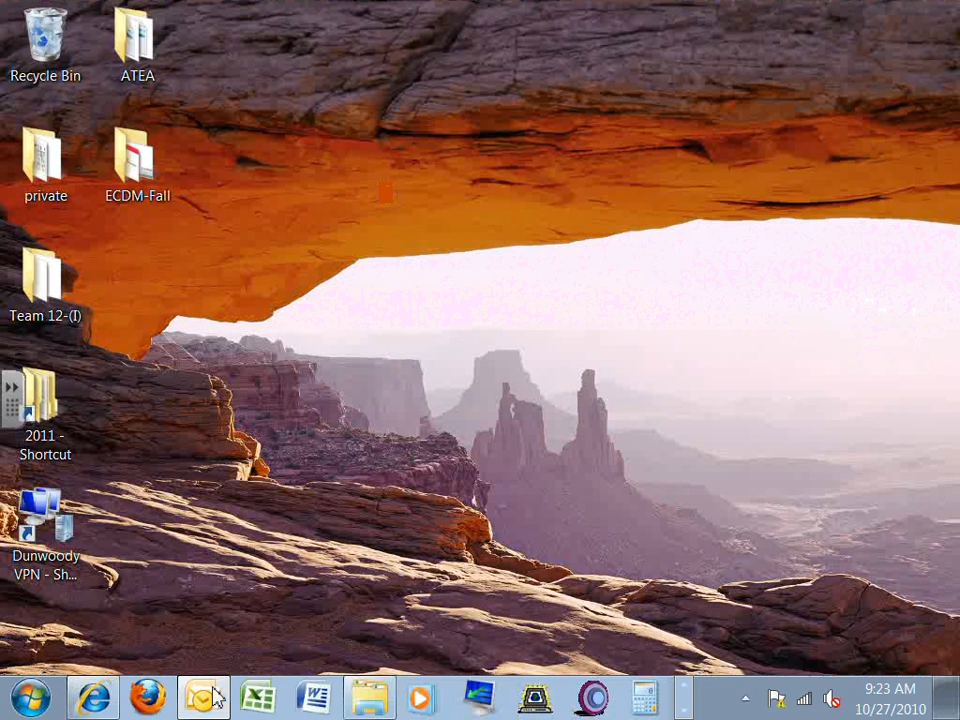 Recycle Bin
ATEA
private
ECDM-Fall
Team 12-(I)
2011 -
Shortcut
Dunwoody
VPN - Sh...
9:23 AM
10/27/2010